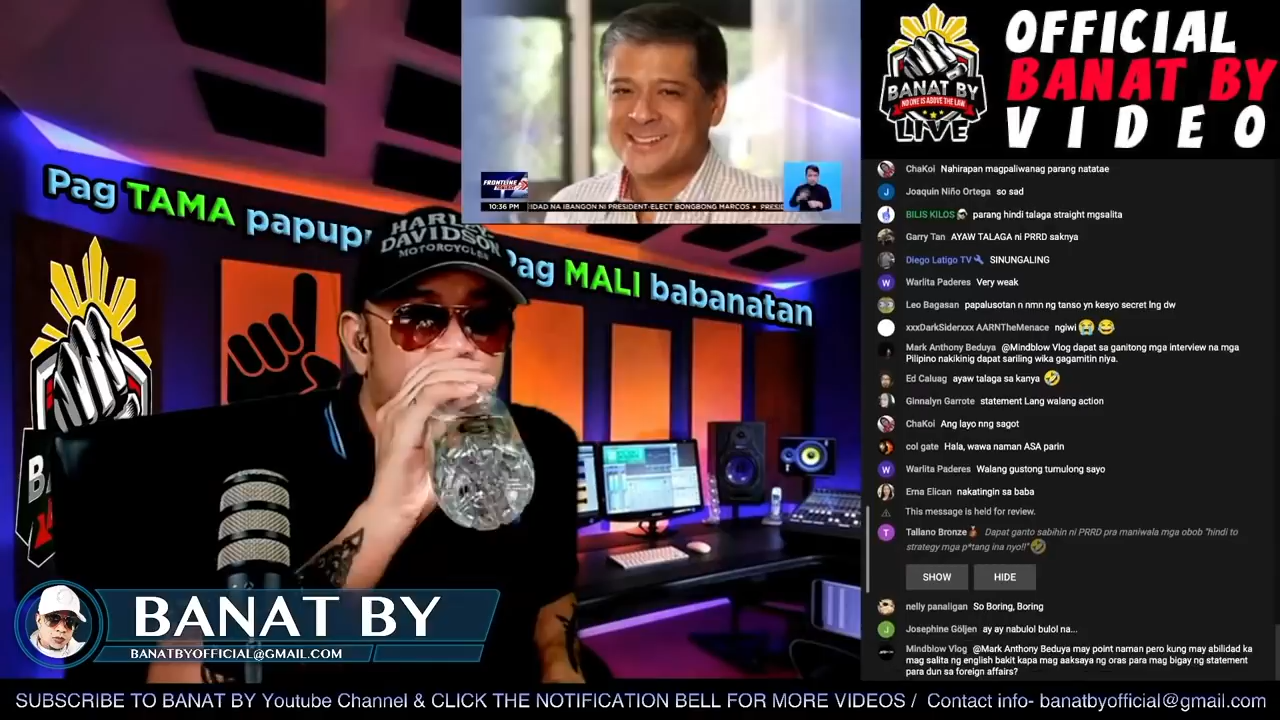 OFFICIAL
BANAT BY
VIDEO
BANAT BY
NO ONE IS ABOVE THE LAW
LIVE
FRONTLINE
10:36 PM
IDAD NA IBANGON NI PRESIDENT-ELECT BONGBONG MARCOS • PRESID
Pag TAMA papup
Pag MALI babanatan
HARLEY-
DAVIDSON
MOTORCYCLES
BANAT BY
BANATBYOFFICIAL@GMAIL.COM
ChaKoi Nahirapan magpaliwanag parang natatae
J Joaquin Niño Ortega so sad
BILIS KILOS parang hindi talaga straight mgsalita
Garry Tan AYAW TALAGA ni PRRD saknya
Diego Latigo TV SINUNGALING
W Warlita Paderes Very weak
Leo Bagasan papalusotan n nmn ng tanso yn kesyo secret lng dw
xxxDarkSiderxxx AARNTheMenace ngiwi 😭 😂
Mark Anthony Beduya @Mindblow Vlog dapat sa ganitong mga interview na mga
Pilipino nakikinig dapat sariling wika gagamitin niya.
Ed Caluag ayaw talaga sa kanya 🤣
Ginnalyn Garrote statement Lang walang action
ChaKoi Ang layo nng sagot
col gate Hala, wawa naman ASA parin
W Warlita Paderes Walang gustong tumulong sayo
Ema Elican nakatingin sa baba
This message is held for review.
T Tallano Bronze Dapat ganto sabihin ni PRRD pra maniwala mga obob "hindi to
strategy mga p*tang ina nyo!!" 🤣
SHOW HIDE
nelly panaligan So Boring, Boring
J Josephine Göljen ay ay nabulol bulol na...
Mindblow Vlog @Mark Anthony Beduya may point naman pero kung may abilidad ka
mag salita ng english bakit kapa mag aaksaya ng oras para mag bigay ng statement
para dun sa foreign affairs?
SUBSCRIBE TO BANAT BY Youtube Channel & CLICK THE NOTIFICATION BELL FOR MORE VIDEOS / Contact info- banatbyofficial@gmail.com